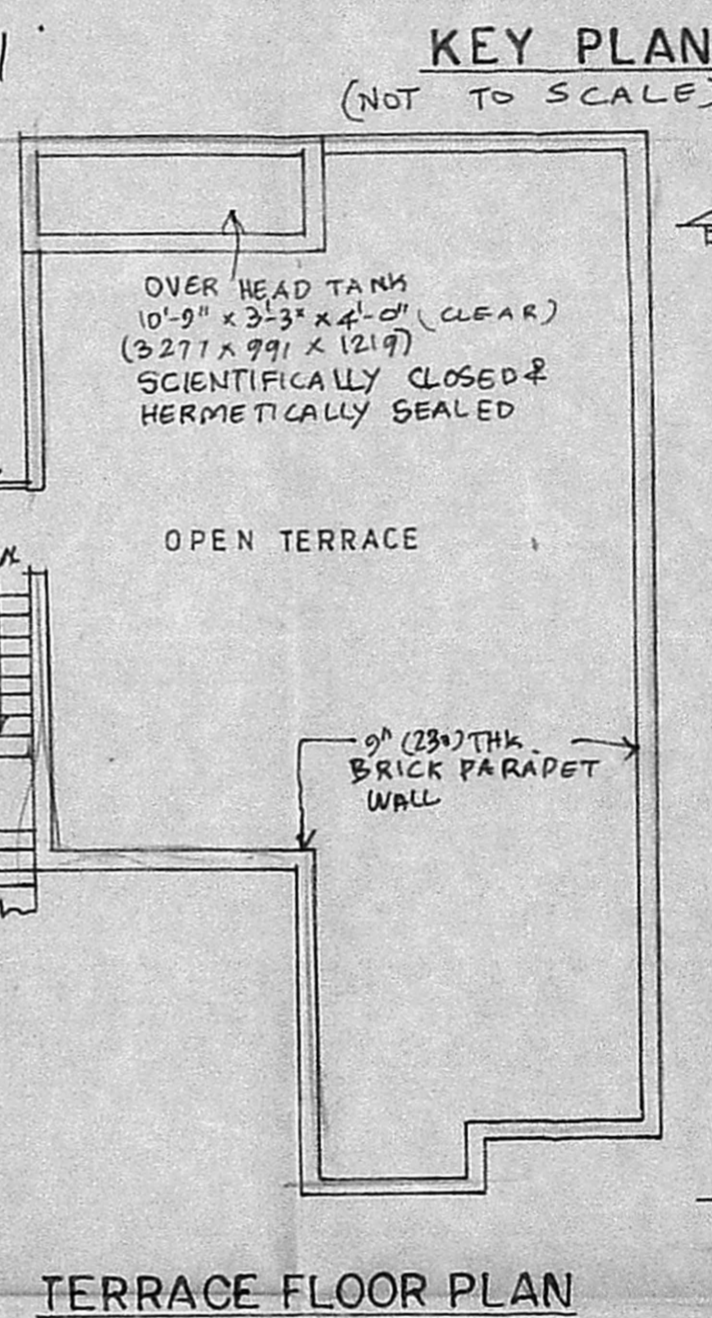 KEY PLAN
(NOT TO SCALE)
OVER HEAD TANK
10'-9" x 3'-3" x 4'-0" (CLEAR)
(3277 x 991 x 1219)
SCIENTIFICALLY CLOSED &
HERMETICALLY SEALED
OPEN TERRACE
9" (230) THK.
BRICK PARAPET
WALL
TERRACE FLOOR PLAN